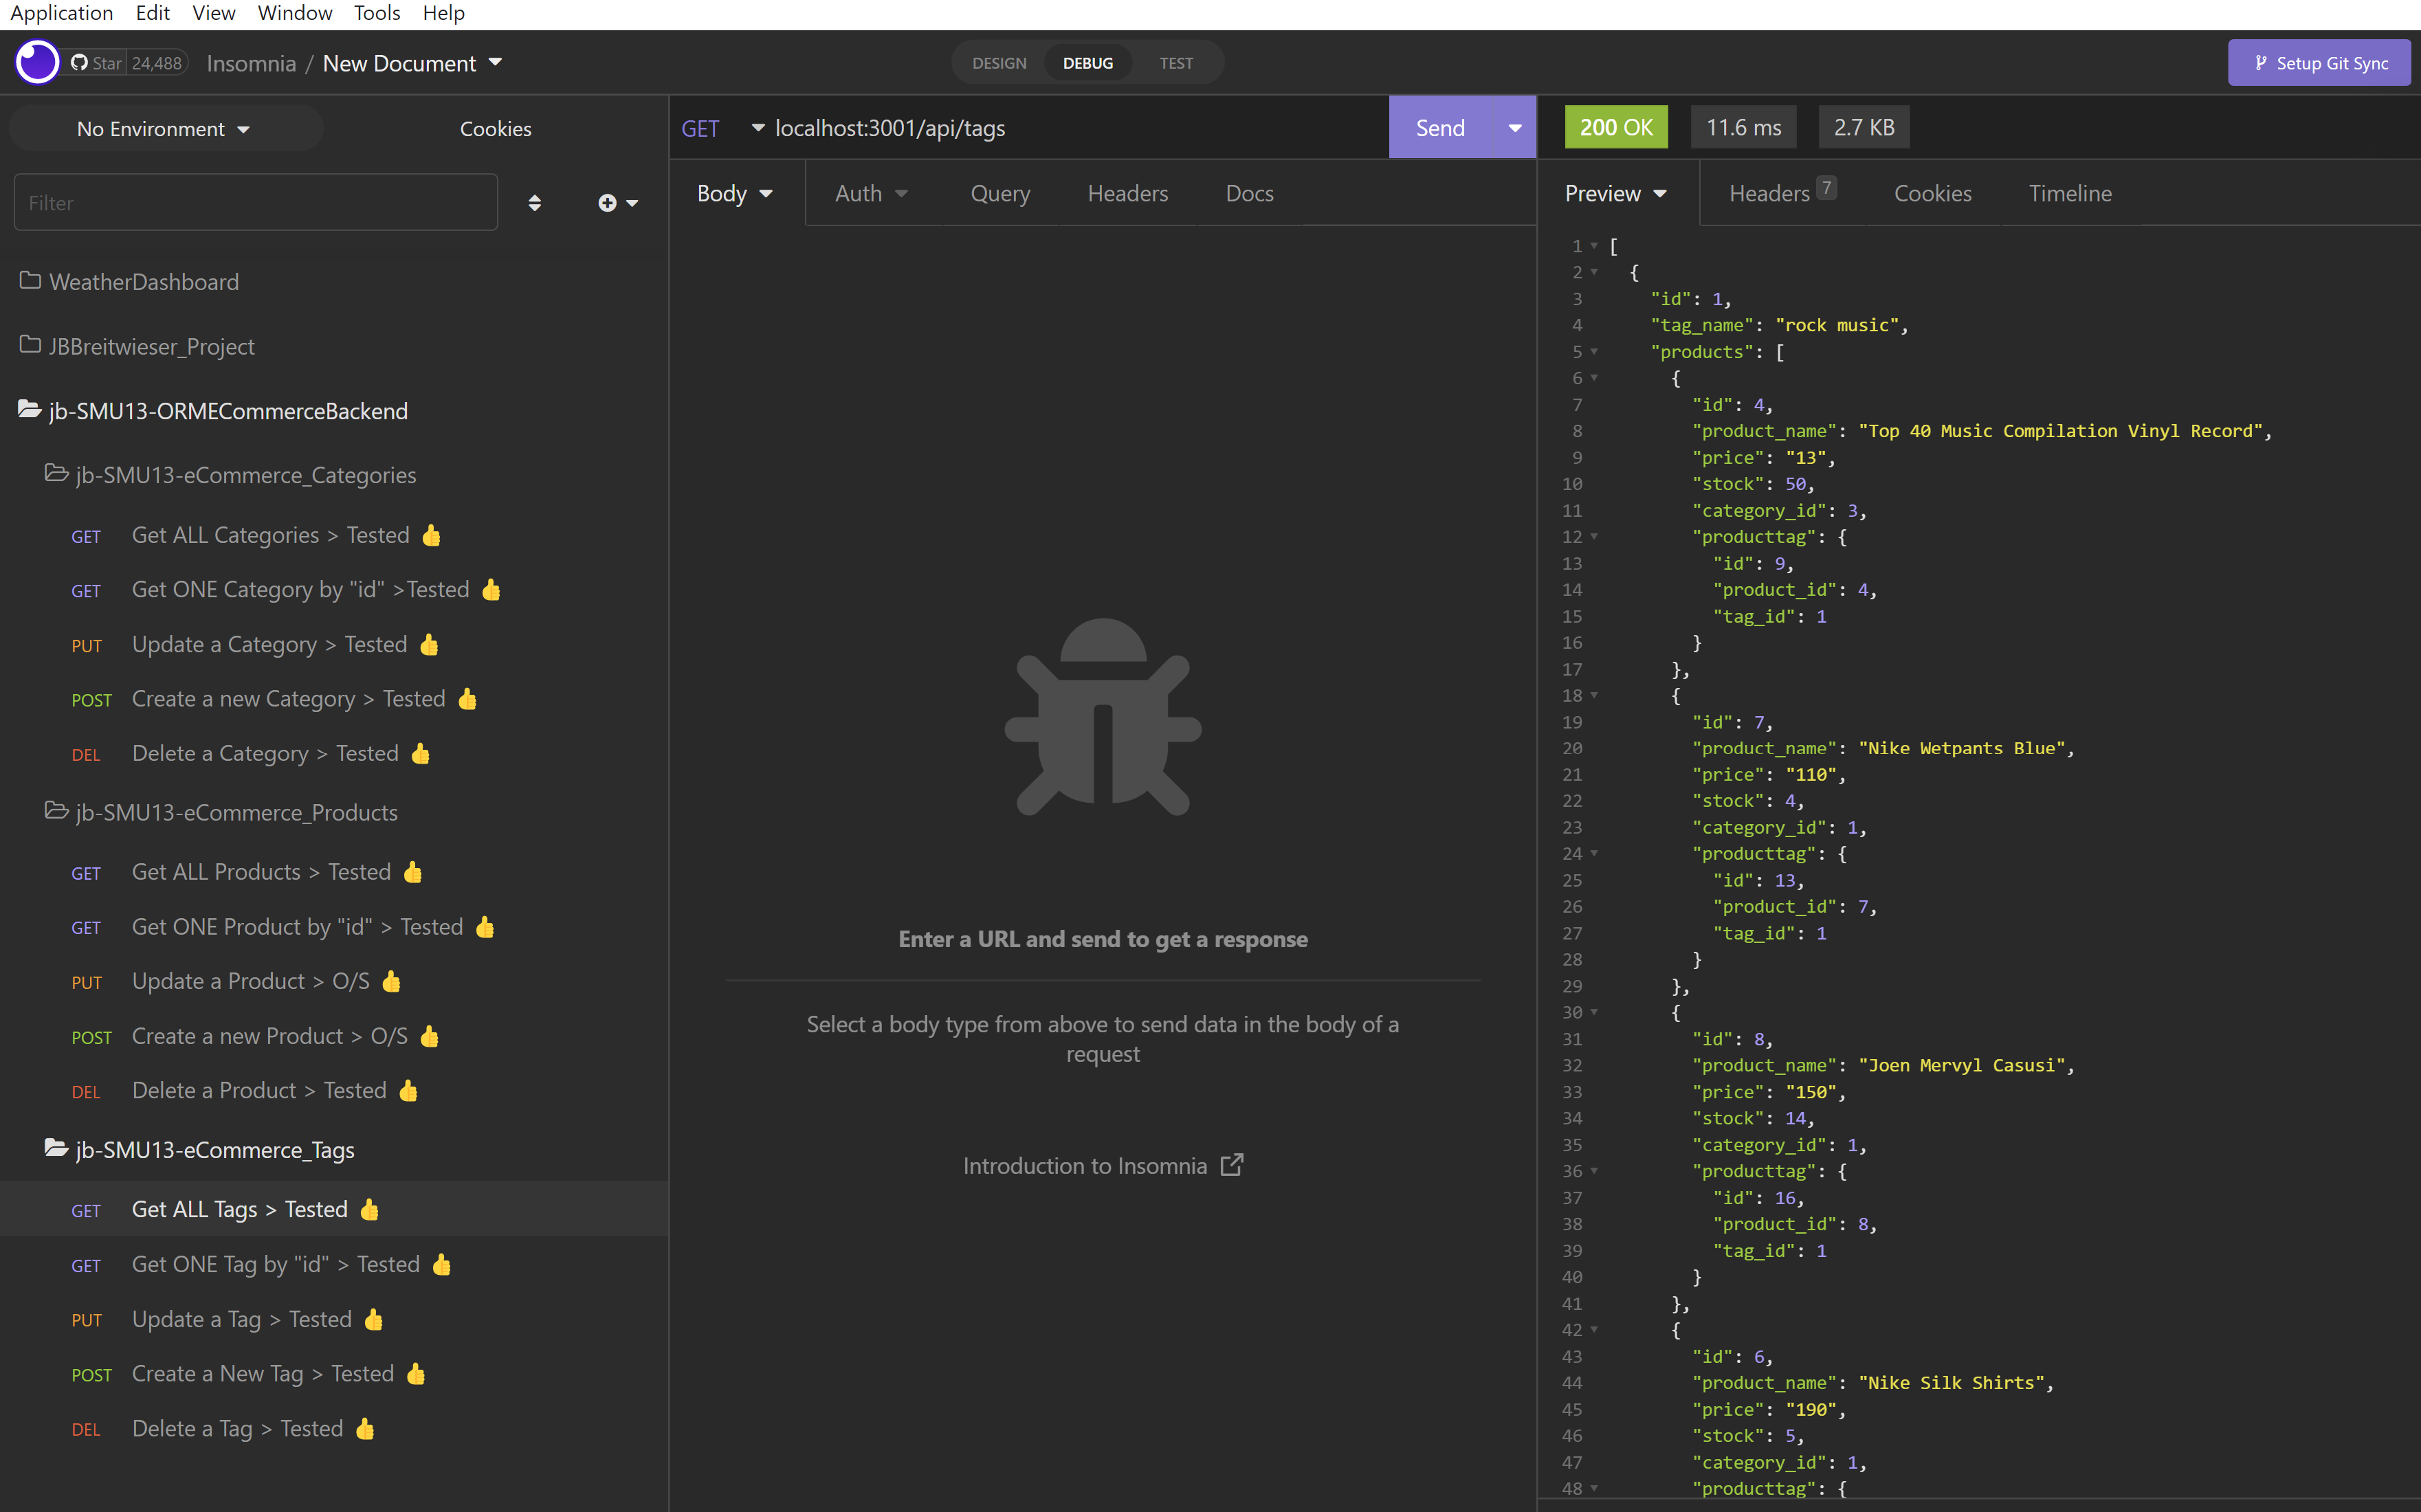 Application Edit View Window Tools Help
Star 24,488 Insomnia / New Document DESIGN DEBUG TEST Setup Git Sync
No Environment Cookies
Filter
WeatherDashboard
JBBreitwieser_Project
jb-SMU13-ORMECommerceBackend
jb-SMU13-eCommerce_Categories
GET Get ALL Categories > Tested 👍
GET Get ONE Category by "id" >Tested 👍
PUT Update a Category > Tested 👍
POST Create a new Category > Tested 👍
DEL Delete a Category > Tested 👍
jb-SMU13-eCommerce_Products
GET Get ALL Products > Tested 👍
GET Get ONE Product by "id" > Tested 👍
PUT Update a Product > O/S 👍
POST Create a new Product > O/S 👍
DEL Delete a Product > Tested 👍
jb-SMU13-eCommerce_Tags
GET Get ALL Tags > Tested 👍
GET Get ONE Tag by "id" > Tested 👍
PUT Update a Tag > Tested 👍
POST Create a New Tag > Tested 👍
DEL Delete a Tag > Tested 👍
GET localhost:3001/api/tags Send
Body Auth Query Headers Docs
Enter a URL and send to get a response
Select a body type from above to send data in the body of a
request
Introduction to Insomnia
200 OK 11.6 ms 2.7 KB
Preview Headers 7 Cookies Timeline
1 [
2 {
3 "id": 1,
4 "tag_name": "rock music",
5 "products": [
6 {
7 "id": 4,
8 "product_name": "Top 40 Music Compilation Vinyl Record",
9 "price": "13",
10 "stock": 50,
11 "category_id": 3,
12 "producttag": {
13 "id": 9,
14 "product_id": 4,
15 "tag_id": 1
16 }
17 },
18 {
19 "id": 7,
20 "product_name": "Nike Wetpants Blue",
21 "price": "110",
22 "stock": 4,
23 "category_id": 1,
24 "producttag": {
25 "id": 13,
26 "product_id": 7,
27 "tag_id": 1
28 }
29 },
30 {
31 "id": 8,
32 "product_name": "Joen Mervyl Casusi",
33 "price": "150",
34 "stock": 14,
35 "category_id": 1,
36 "producttag": {
37 "id": 16,
38 "product_id": 8,
39 "tag_id": 1
40 }
41 },
42 {
43 "id": 6,
44 "product_name": "Nike Silk Shirts",
45 "price": "190",
46 "stock": 5,
47 "category_id": 1,
48 "producttag": {